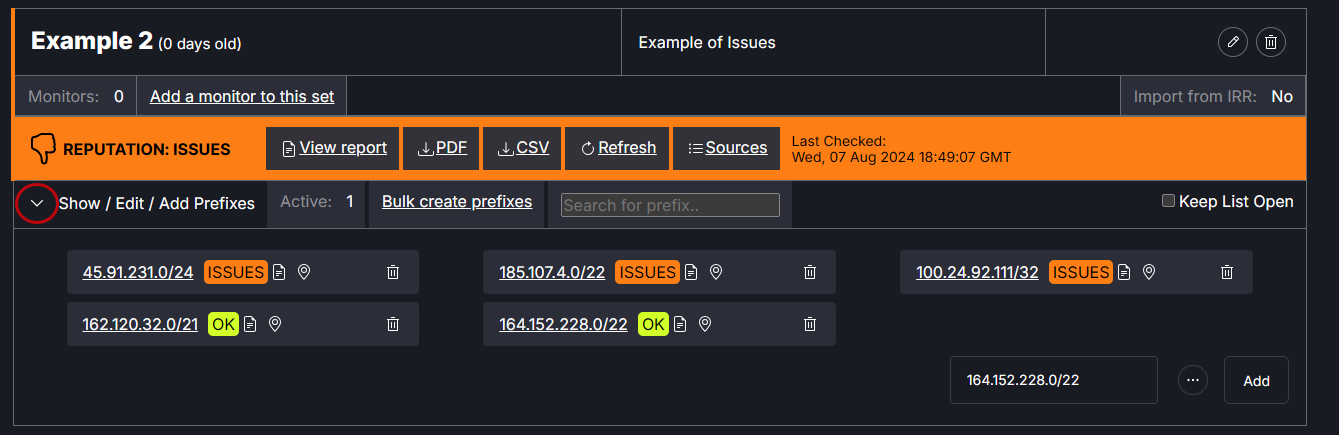 Example 2 (0 days old)
Example of Issues
Monitors: 0
Add a monitor to this set
Import from IRR: No
REPUTATION: ISSUES
View report
PDF
CSV
Refresh
Sources
Last Checked:
Wed, 07 Aug 2024 18:49:07 GMT
Show / Edit / Add Prefixes
Active: 1
Bulk create prefixes
Search for prefix..
Keep List Open
45.91.231.0/24 ISSUES
185.107.4.0/22 ISSUES
100.24.92.111/32 ISSUES
162.120.32.0/21 OK
164.152.228.0/22 OK
164.152.228.0/22
Add